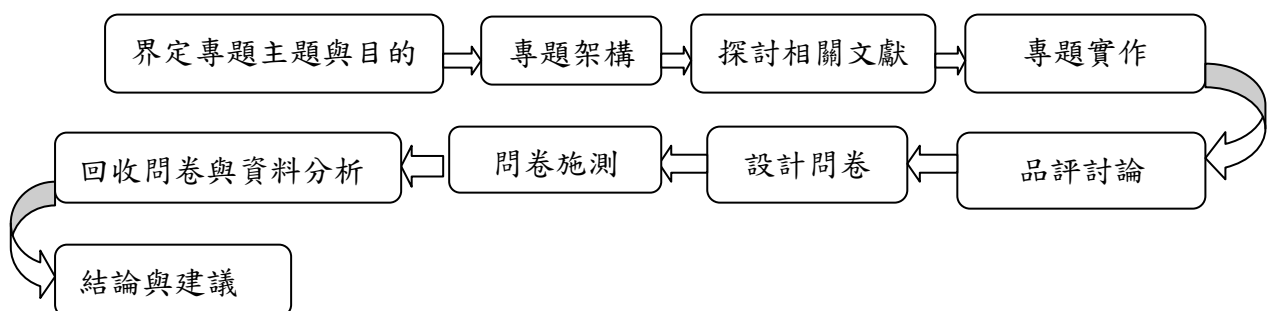 界定專題主題與目的
專題架構
探討相關文獻
專題實作
品評討論
設計問卷
問卷施測
回收問卷與資料分析
結論與建議